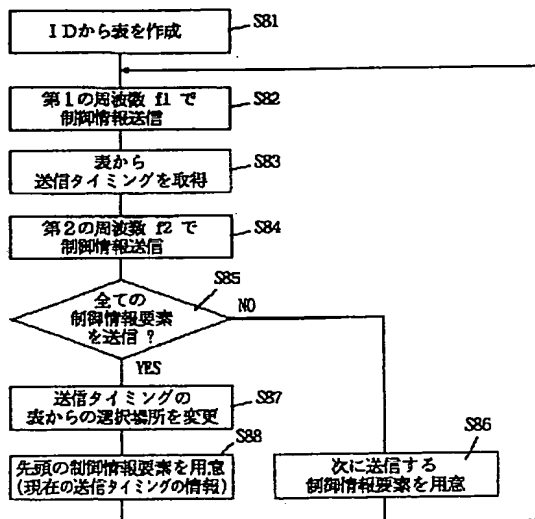 IDから表を作成
S81
第1の周波数 f1 で
制御情報送信
S82
表から
送信タイミングを取得
S83
第2の周波数 f2 で
制御情報送信
S84
全ての
制御情報要素
を送信？
S85
NO
YES
送信タイミングの
表からの選択場所を変更
S87
先頭の制御情報要素を用意
(現在の送信タイミングの情報)
S88
次に送信する
制御情報要素を用意
S86